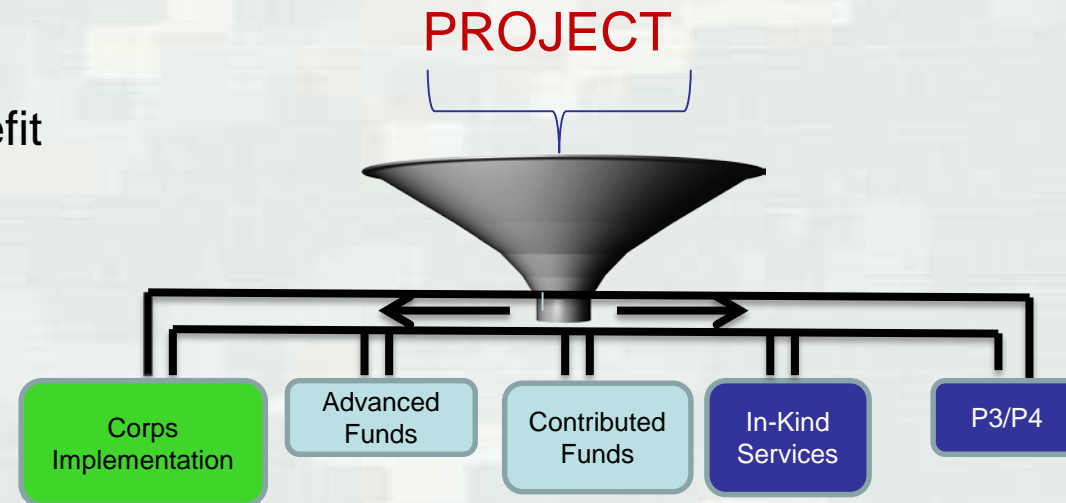 PROJECT
efit
Corps
Implementation
Advanced
Funds
Contributed
Funds
In-Kind
Services
P3/P4